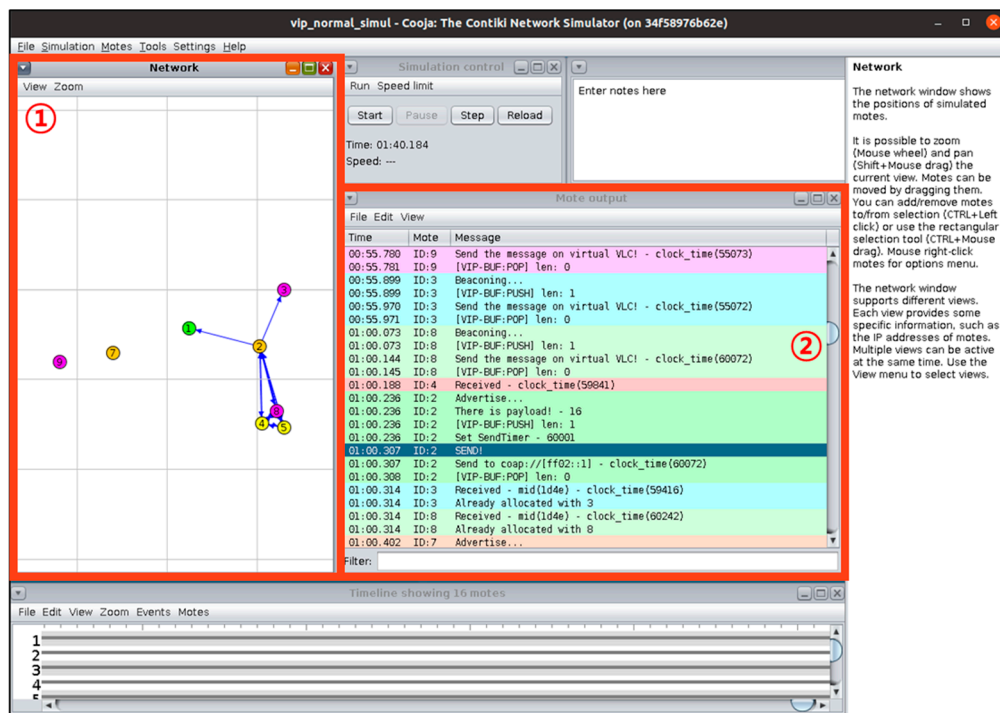 vip_normal_simul - Cooja: The Contiki Network Simulator (on 34f58976b62e)
File Simulation Motes Tools Settings Help
Network
View Zoom
①
3
1
2
7
9
8
4
5
Simulation control
Run Speed limit
Start Pause Step Reload
Time: 01:40.184
Speed: ---
Enter notes here
Mote output
File Edit View
Time Mote Message
00:55.780 ID:9 Send the message on virtual VLC! - clock_time(55073)
00:55.781 ID:9 [VIP-BUF:POP] len: 0
00:55.899 ID:3 Beaconing...
00:55.899 ID:3 [VIP-BUF:PUSH] len: 1
00:55.970 ID:3 Send the message on virtual VLC! - clock_time(55072)
00:55.971 ID:3 [VIP-BUF:POP] len: 0
01:00.073 ID:8 Beaconing...
01:00.073 ID:8 [VIP-BUF:PUSH] len: 1
01:00.144 ID:8 Send the message on virtual VLC! - clock_time(60072)
01:00.145 ID:8 [VIP-BUF:POP] len: 0
01:00.188 ID:4 Received - clock_time(59841)
01:00.236 ID:2 Advertise...
01:00.236 ID:2 There is payload! - 16
01:00.236 ID:2 [VIP-BUF:PUSH] len: 1
01:00.236 ID:2 Set SendTimer - 60001
01:00.307 ID:2 SEND!
01:00.307 ID:2 Send to coap://[ff02::1] - clock_time(60072)
01:00.308 ID:2 [VIP-BUF:POP] len: 0
01:00.314 ID:3 Received - mid(1d4e) - clock_time(59416)
01:00.314 ID:3 Already allocated with 3
01:00.314 ID:8 Received - mid(1d4e) - clock_time(60242)
01:00.314 ID:8 Already allocated with 8
01:00.402 ID:7 Advertise...
②
Filter:
Network
The network window shows
the positions of simulated
motes.
It is possible to zoom
(Mouse wheel) and pan
(Shift+Mouse drag) the
current view. Motes can be
moved by dragging them.
You can add/remove motes
to/from selection (CTRL+Left
click) or use the rectangular
selection tool (CTRL+Mouse
drag). Mouse right-click
motes for options menu.
The network window
supports different views.
Each view provides some
specific information, such as
the IP addresses of motes.
Multiple views can be active
at the same time. Use the
View menu to select views.
Timeline showing 16 motes
File Edit View Zoom Events Motes
1
2
3
4